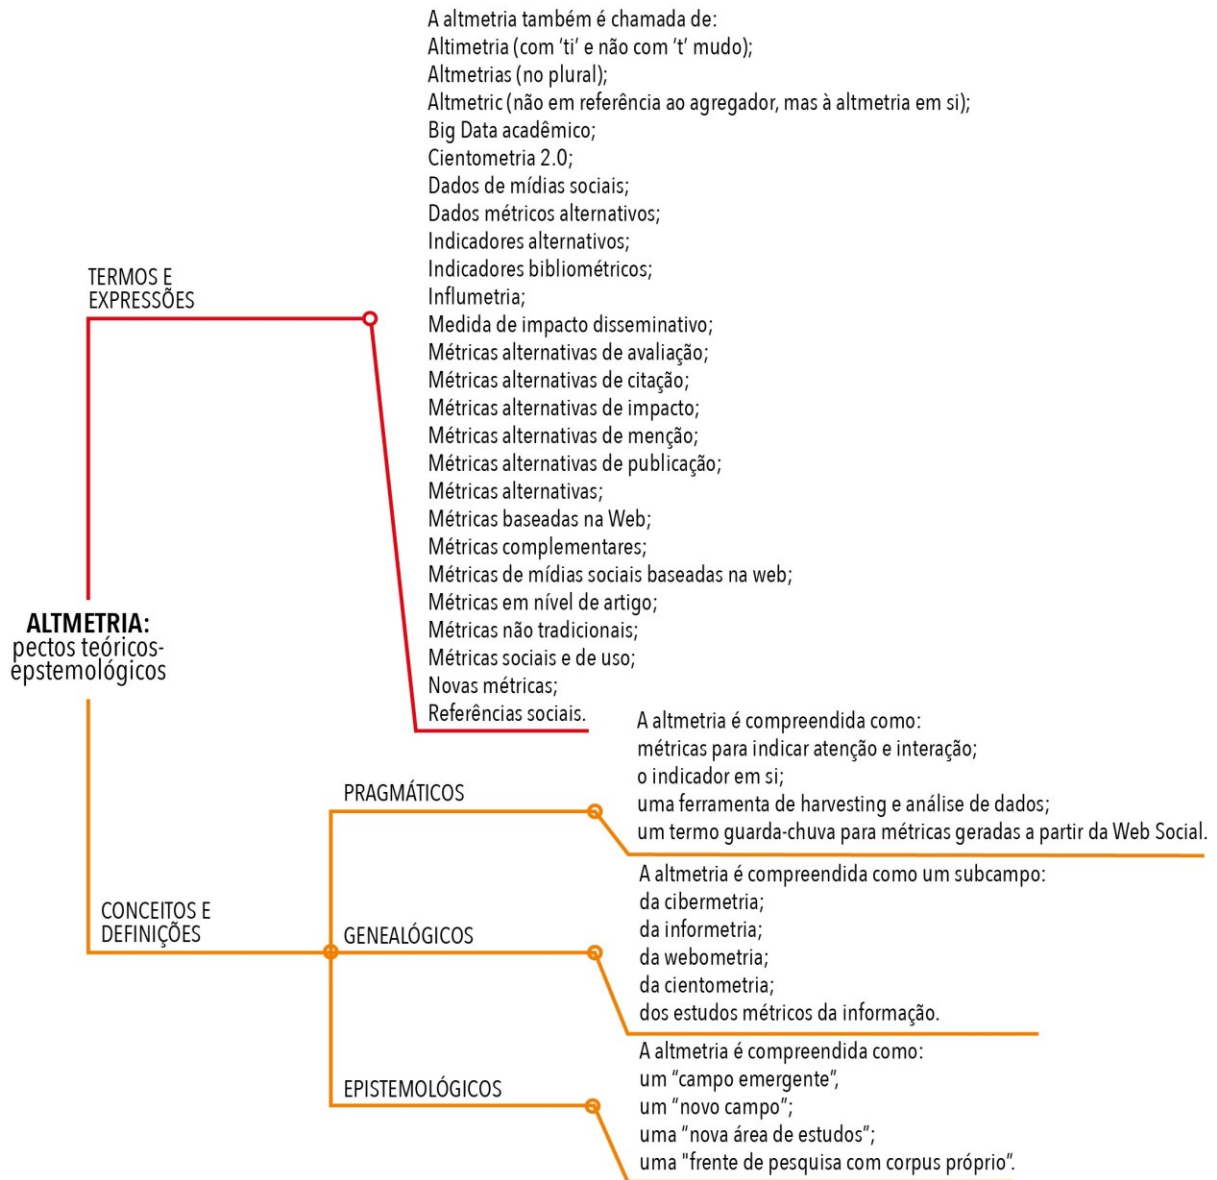 A altmetria também é chamada de:
Altimetria (com ‘ti’ e não com ‘t’ mudo);
Altmetrias (no plural);
Altmetric (não em referência ao agregador, mas à altmetria em si);
Big Data acadêmico;
Cientometria 2.0;
Dados de mídias sociais;
Dados métricos alternativos;
Indicadores alternativos;
Indicadores bibliométricos;
Influmetria;
Medida de impacto disseminativo;
Métricas alternativas de avaliação;
Métricas alternativas de citação;
Métricas alternativas de impacto;
Métricas alternativas de menção;
Métricas alternativas de publicação;
Métricas alternativas;
Métricas baseadas na Web;
Métricas complementares;
Métricas de mídias sociais baseadas na web;
Métricas em nível de artigo;
Métricas não tradicionais;
Métricas sociais e de uso;
Novas métricas;
Referências sociais.
TERMOS E
EXPRESSÕES
ALTMETRIA:
pectos teóricos-
epstemológicos
CONCEITOS E
DEFINIÇÕES
PRAGMÁTICOS
A altmetria é compreendida como:
métricas para indicar atenção e interação;
o indicador em si;
uma ferramenta de harvesting e análise de dados;
um termo guarda-chuva para métricas geradas a partir da Web Social.
GENEALÓGICOS
A altmetria é compreendida como um subcampo:
da cibermetria;
da informetria;
da webometria;
da cientometria;
dos estudos métricos da informação.
EPISTEMOLÓGICOS
A altmetria é compreendida como:
um “campo emergente”,
um “novo campo”;
uma “nova área de estudos”;
uma "frente de pesquisa com corpus próprio”.